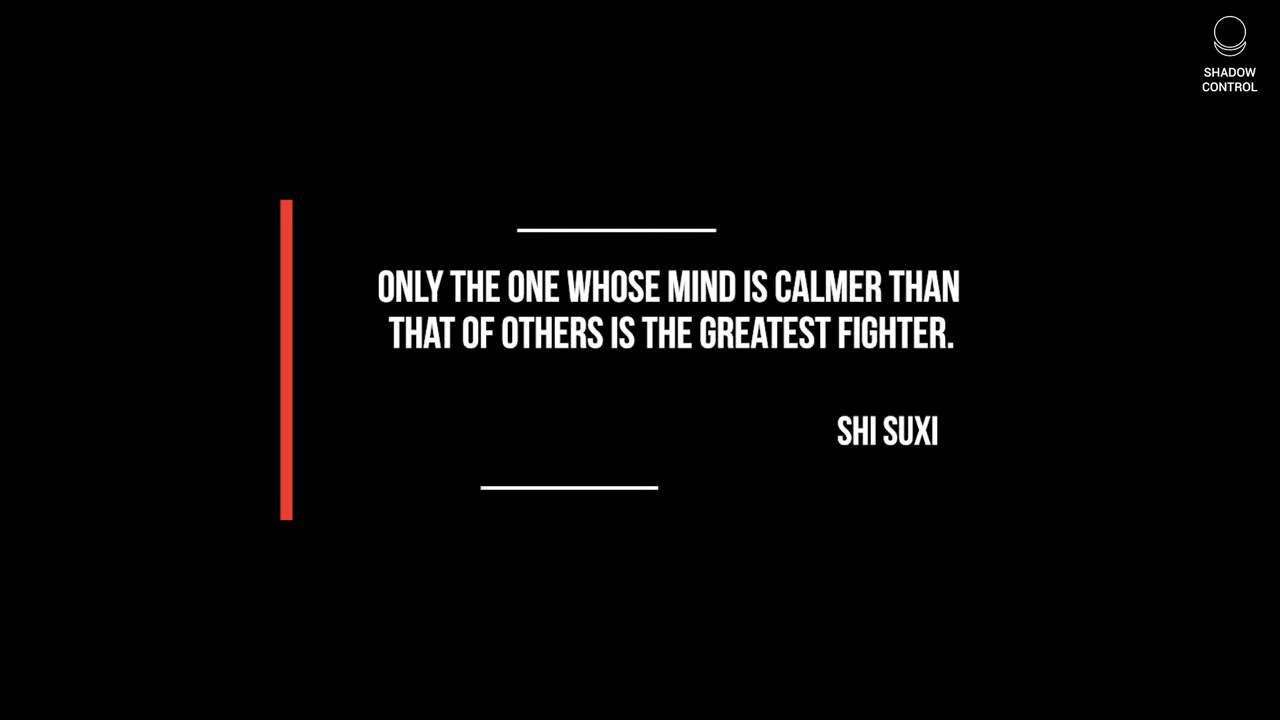 SHADOW
CONTROL
ONLY THE ONE WHOSE MIND IS CALMER THAN
THAT OF OTHERS IS THE GREATEST FIGHTER.
SHI SUXI